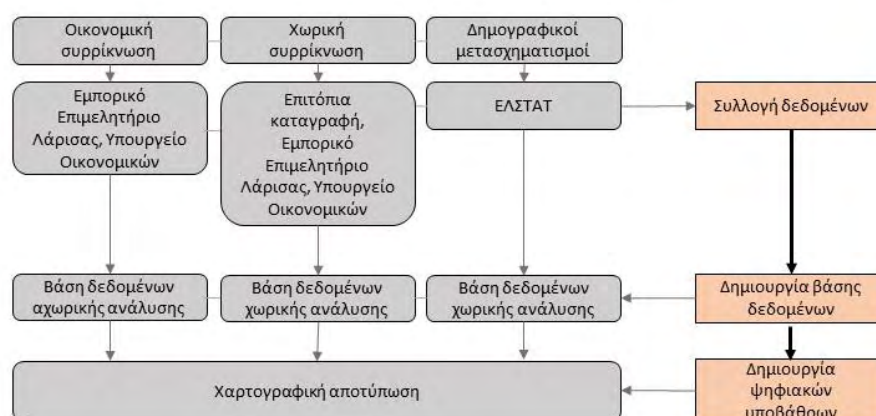 Οικονομική
συρρίκνωση
Χωρική
συρρίκνωση
Δημογραφικοί
μετασχηματισμοί
Εμπορικό
Επιμελητήριο
Λάρισας, Υπουργείο
Οικονομικών
Επιτόπια
καταγραφή,
Εμπορικό
Επιμελητήριο
Λάρισας, Υπουργείο
Οικονομικών
ΕΛΣΤΑΤ
Συλλογή δεδομένων
Βάση δεδομένων
αχωρικής ανάλυσης
Βάση δεδομένων
χωρικής ανάλυσης
Βάση δεδομένων
χωρικής ανάλυσης
Δημιουργία βάσης
δεδομένων
Χαρτογραφική αποτύπωση
Δημιουργία
ψηφιακών
υποβάθρων